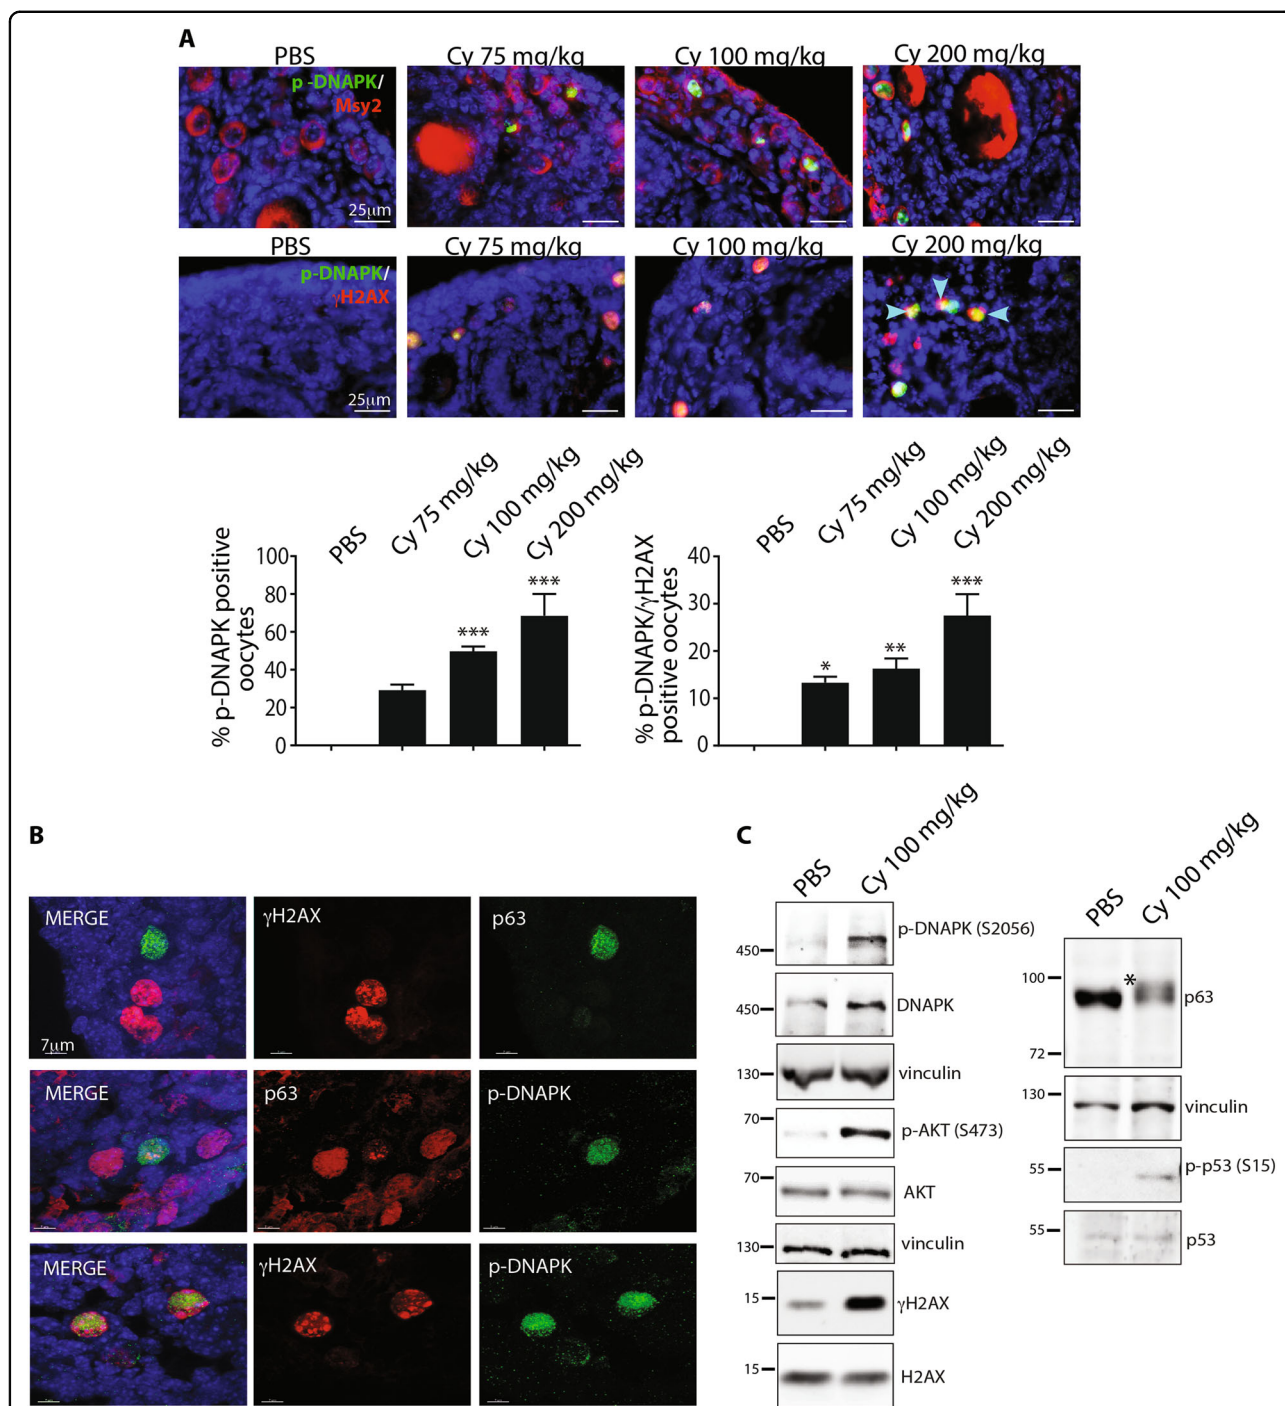 A
PBS
Cy 75 mg/kg
Cy 100 mg/kg
Cy 200 mg/kg
p-DNAPK/
Msy2
25μm
PBS
Cy 75 mg/kg
Cy 100 mg/kg
Cy 200 mg/kg
p-DNAPK/
γH2AX
25μm
PBS
Cy 75 mg/kg
Cy 100 mg/kg
Cy 200 mg/kg
% p-DNAPK positive
oocytes
100
80
60
40
20
0
***
***
PBS
Cy 75 mg/kg
Cy 100 mg/kg
Cy 200 mg/kg
% p-DNAPK/γH2AX
positive oocytes
40
30
20
10
0
*
**
***
B
MERGE
γH2AX
p63
7μm
MERGE
p63
p-DNAPK
MERGE
γH2AX
p-DNAPK
C
PBS
Cy 100 mg/kg
450
p-DNAPK (S2056)
450
DNAPK
130
vinculin
70
p-AKT (S473)
70
AKT
130
vinculin
15
γH2AX
15
H2AX
PBS
Cy 100 mg/kg
100
*
p63
72
130
vinculin
55
p-p53 (S15)
55
p53